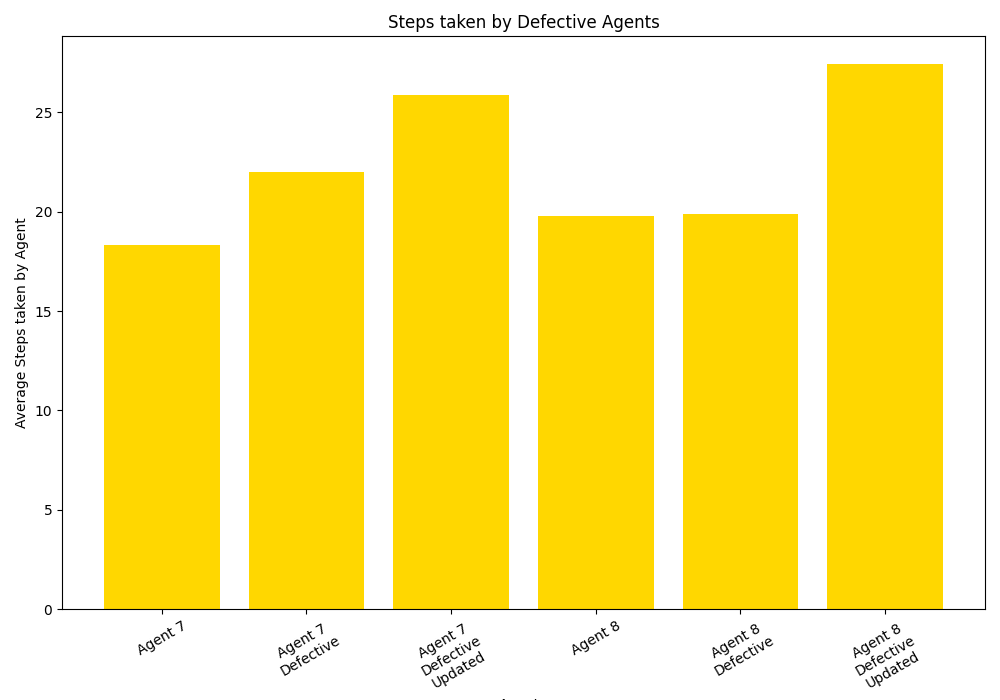 Steps taken by Defective Agents
Average Steps taken by Agent
25
20
15
10
5
0
Agent 7
Agent 7
Defective
Agent 7
Defective
Updated
Agent 8
Agent 8
Defective
Agent 8
Defective
Updated